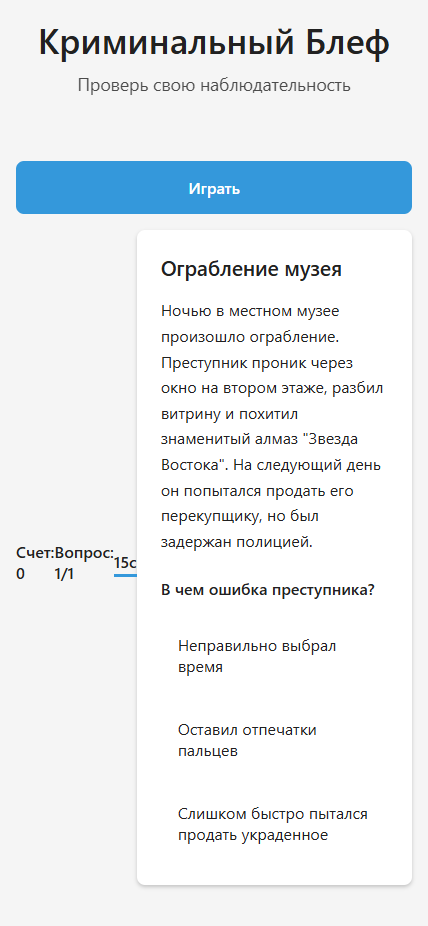 Криминальный Блеф
Проверь свою наблюдательность
Играть
Счет:
0
Вопрос:
1/1
15с
Ограбление музея
Ночью в местном музее
произошло ограбление.
Преступник проник через
окно на втором этаже, разбил
витрину и похитил
знаменитый алмаз "Звезда
Востока". На следующий день
он попытался продать его
перекупщику, но был
задержан полицией.
В чем ошибка преступника?
Неправильно выбрал
время
Оставил отпечатки
пальцев
Слишком быстро пытался
продать украденное